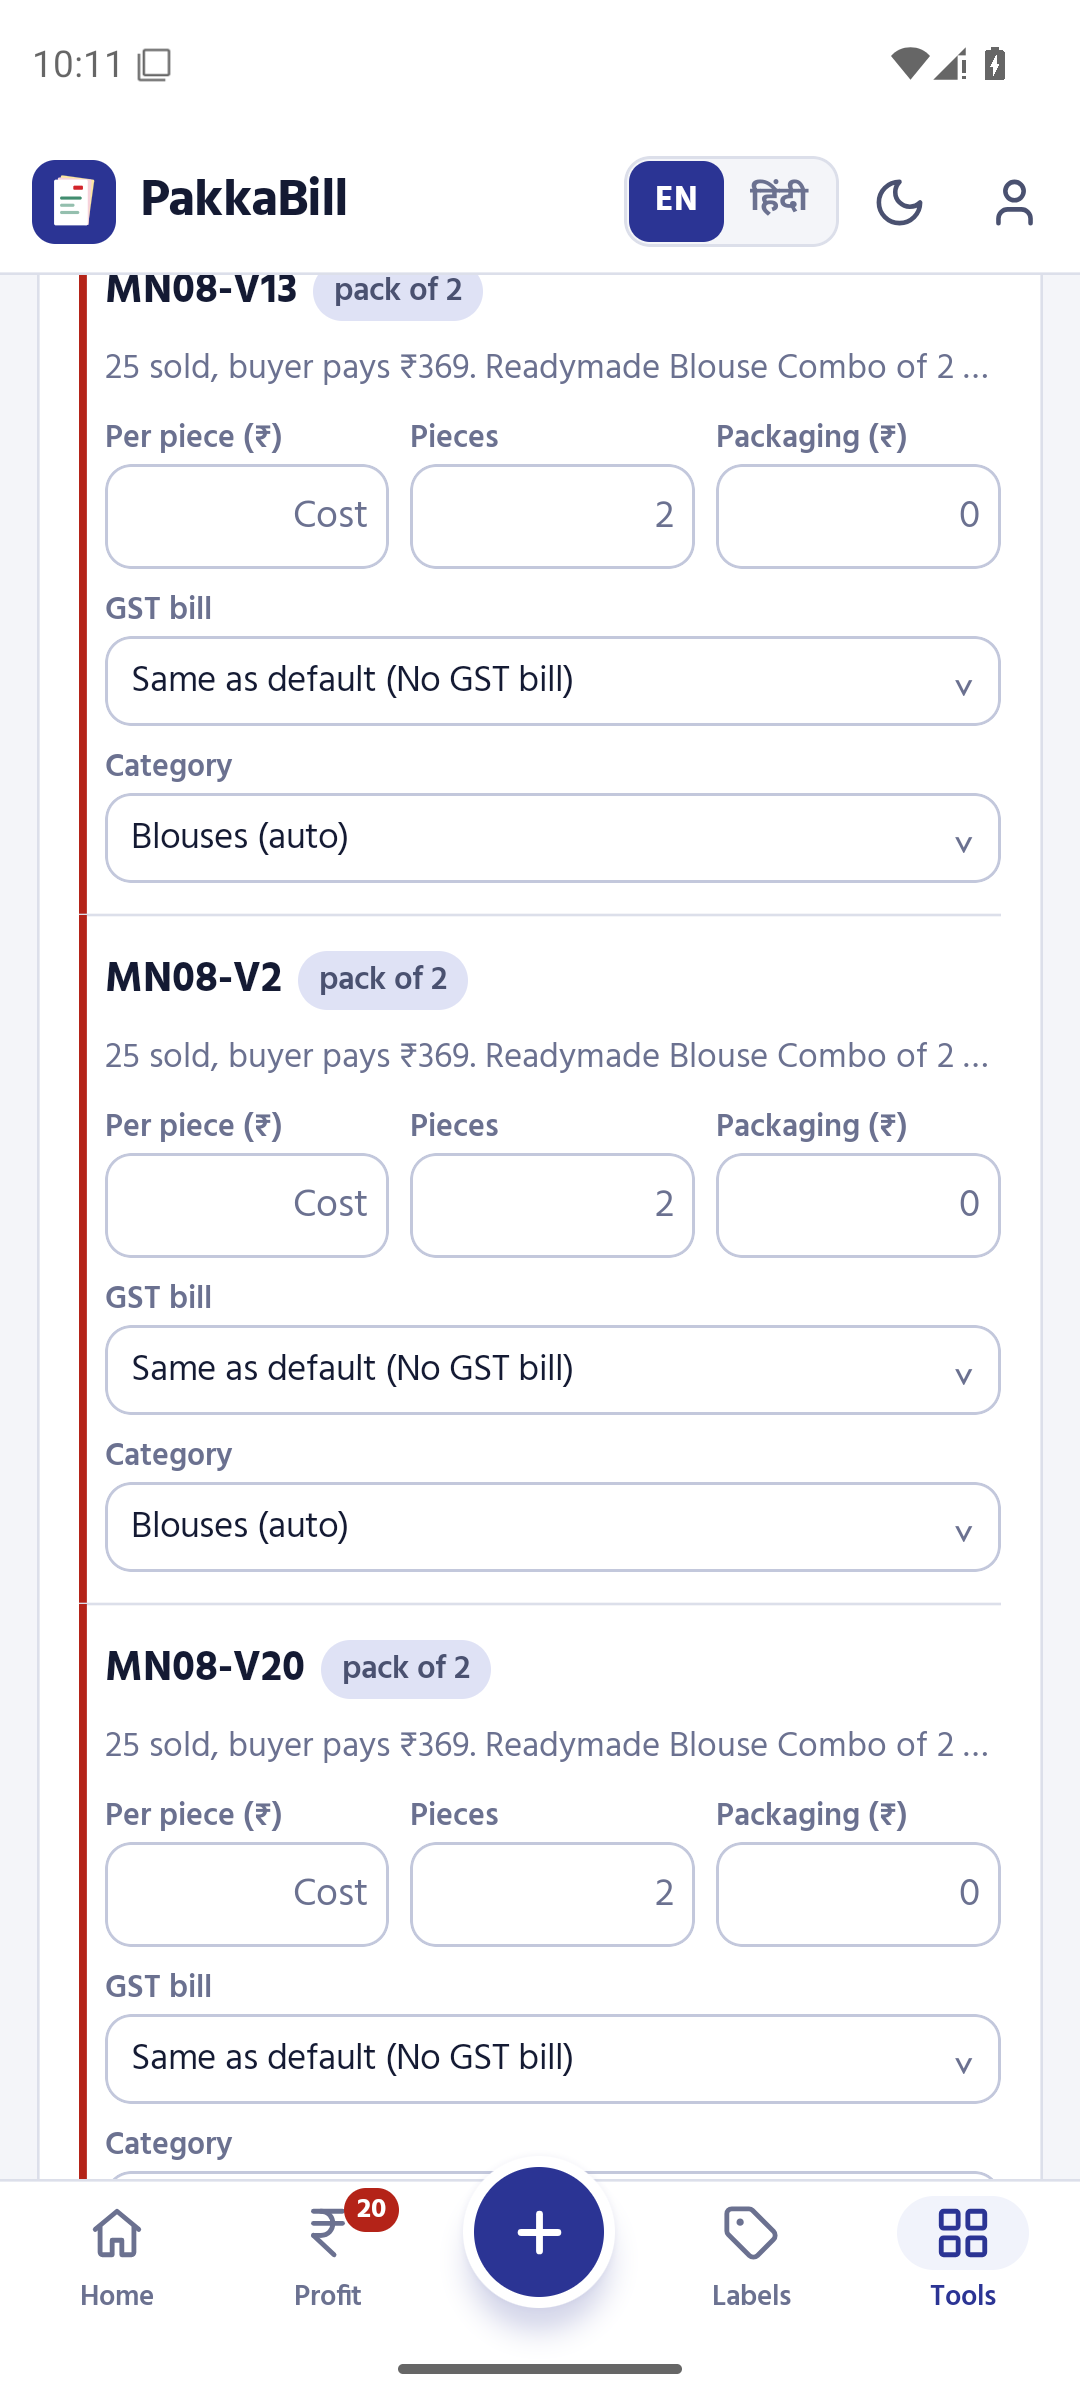 10:11
PakkaBill
EN हिंदी
MN08-V13 pack of 2
25 sold, buyer pays ₹369. Readymade Blouse Combo of 2 ...
Per piece (₹) Pieces Packaging (₹)
Cost 2 0
GST bill
Same as default (No GST bill)
Category
Blouses (auto)
MN08-V2 pack of 2
25 sold, buyer pays ₹369. Readymade Blouse Combo of 2 ...
Per piece (₹) Pieces Packaging (₹)
Cost 2 0
GST bill
Same as default (No GST bill)
Category
Blouses (auto)
MN08-V20 pack of 2
25 sold, buyer pays ₹369. Readymade Blouse Combo of 2 ...
Per piece (₹) Pieces Packaging (₹)
Cost 2 0
GST bill
Same as default (No GST bill)
Category
20
Home Profit Labels Tools